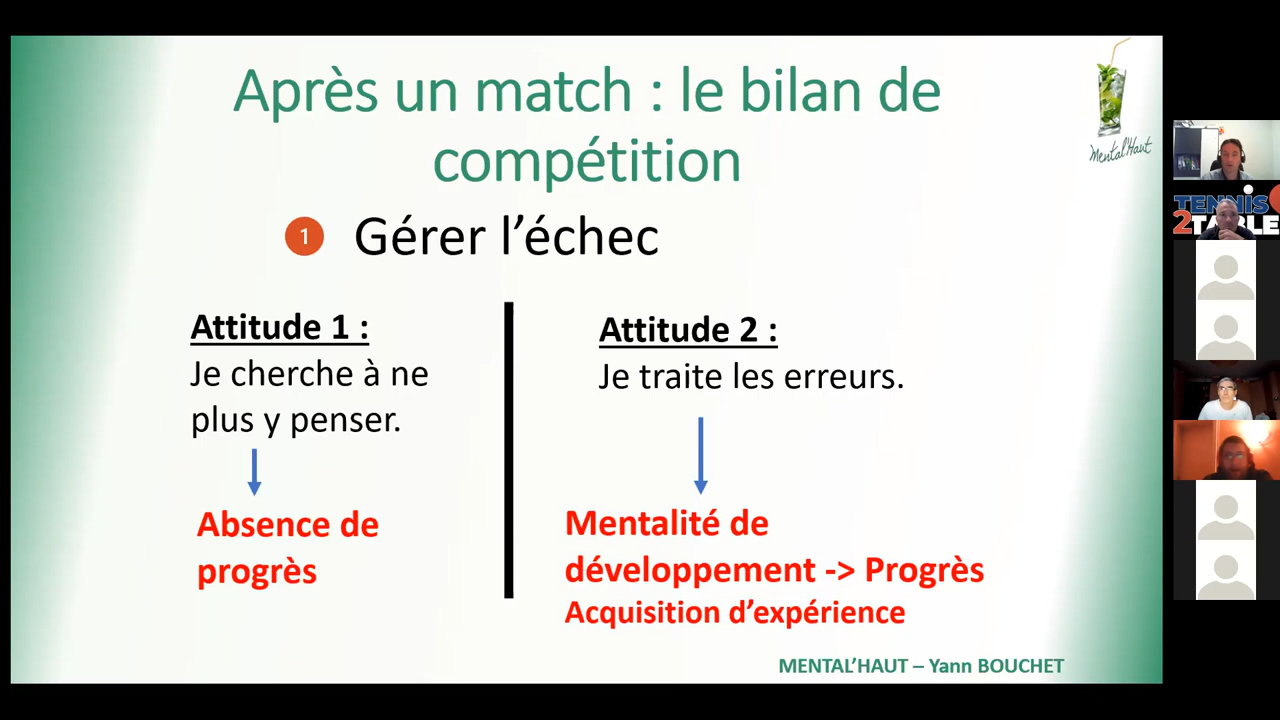 Après un match : le bilan de
compétition
Mental'Haut
1 Gérer l'échec
Attitude 1 :
Je cherche à ne
plus y penser.
Absence de
progrès
Attitude 2 :
Je traite les erreurs.
Mentalité de
développement -> Progrès
Acquisition d'expérience
MENTAL'HAUT – Yann BOUCHET
TENNIS
2TABLE